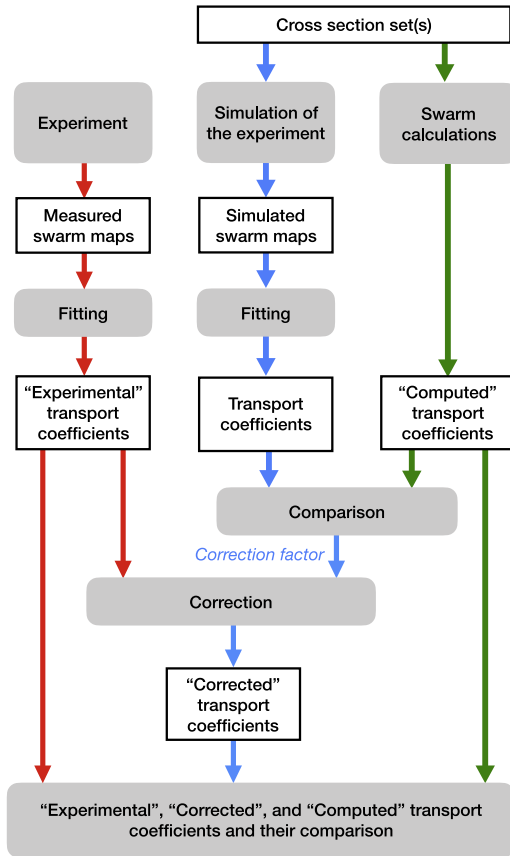 Cross section set(s)
Experiment
Simulation of
the experiment
Swarm
calculations
Measured
swarm maps
Simulated
swarm maps
Fitting
Fitting
“Experimental”
transport
coefficients
Transport
coefficients
“Computed”
transport
coefficients
Comparison
Correction factor
Correction
“Corrected”
transport
coefficients
“Experimental”, “Corrected”, and “Computed” transport
coefficients and their comparison